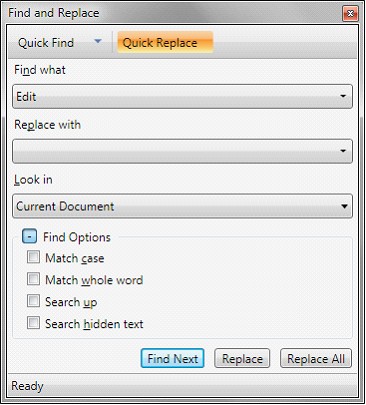 Find and Replace
Quick Find Quick Replace
Find what
Edit
Replace with
Look in
Current Document
Find Options
Match case
Match whole word
Search up
Search hidden text
Find Next Replace Replace All
Ready